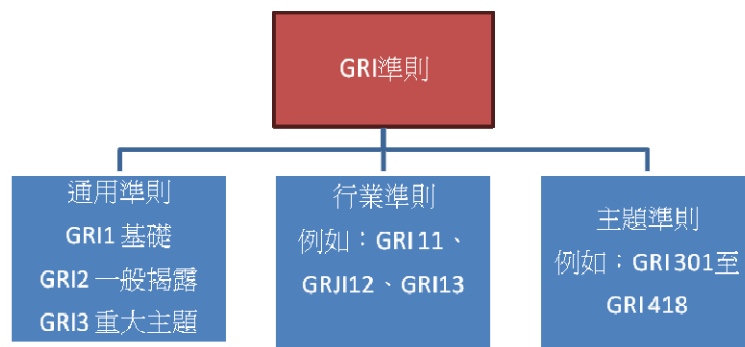 GRI準則
通用準則
GRI1 基礎
GRI2 一般揭露
GRI3 重大主題
行業準則
例如：GRI 11、
GRJI12、GRI13
主題準則
例如；GRI301至
GRI418